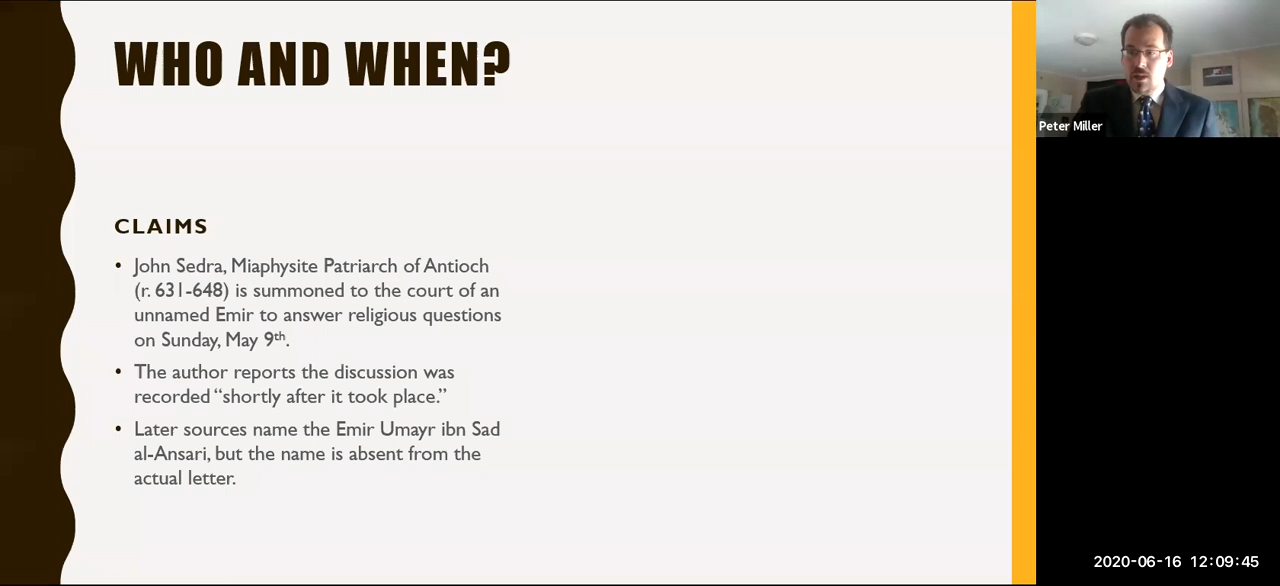 WHO AND WHEN?
CLAIMS
• John Sedra, Miaphysite Patriarch of Antioch
(r. 631-648) is summoned to the court of an
unnamed Emir to answer religious questions
on Sunday, May 9th.
• The author reports the discussion was
recorded “shortly after it took place.”
• Later sources name the Emir Umayr ibn Sad
al-Ansari, but the name is absent from the
actual letter.
Peter Miller
2020-06-16 12:09:45